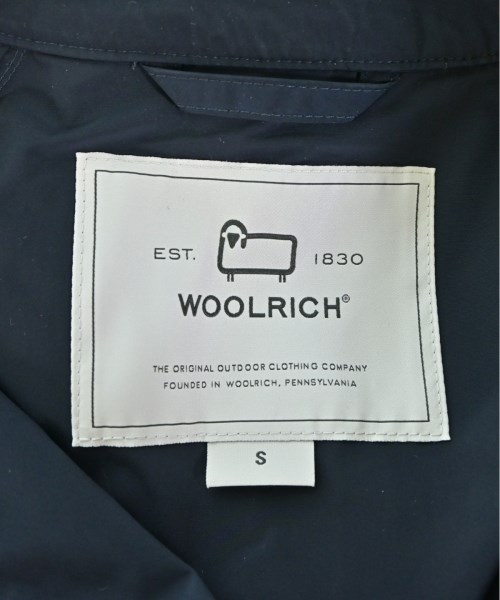 EST. 1830
WOOLRICH®
THE ORIGINAL OUTDOOR CLOTHING COMPANY
FOUNDED IN WOOLRICH, PENNSYLVANIA
S